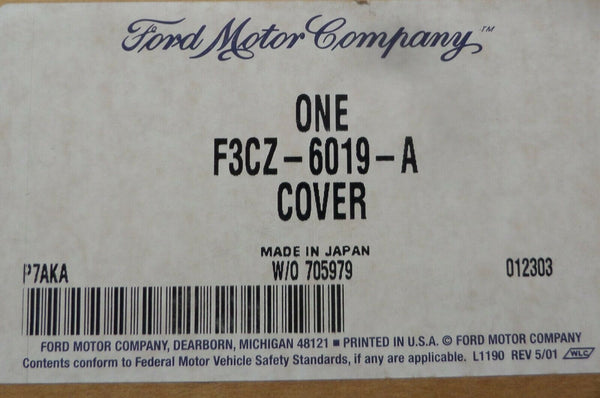 Ford Motor Company™
ONE
F3CZ-6019-A
COVER
MADE IN JAPAN
P7AKA W/O 705979 012303
FORD MOTOR COMPANY, DEARBORN, MICHIGAN 48121 ■ PRINTED IN U.S.A. © FORD MOTOR COMPANY
Contents conform to Federal Motor Vehicle Safety Standards, if any are applicable. L1190 REV 5/01 WLC